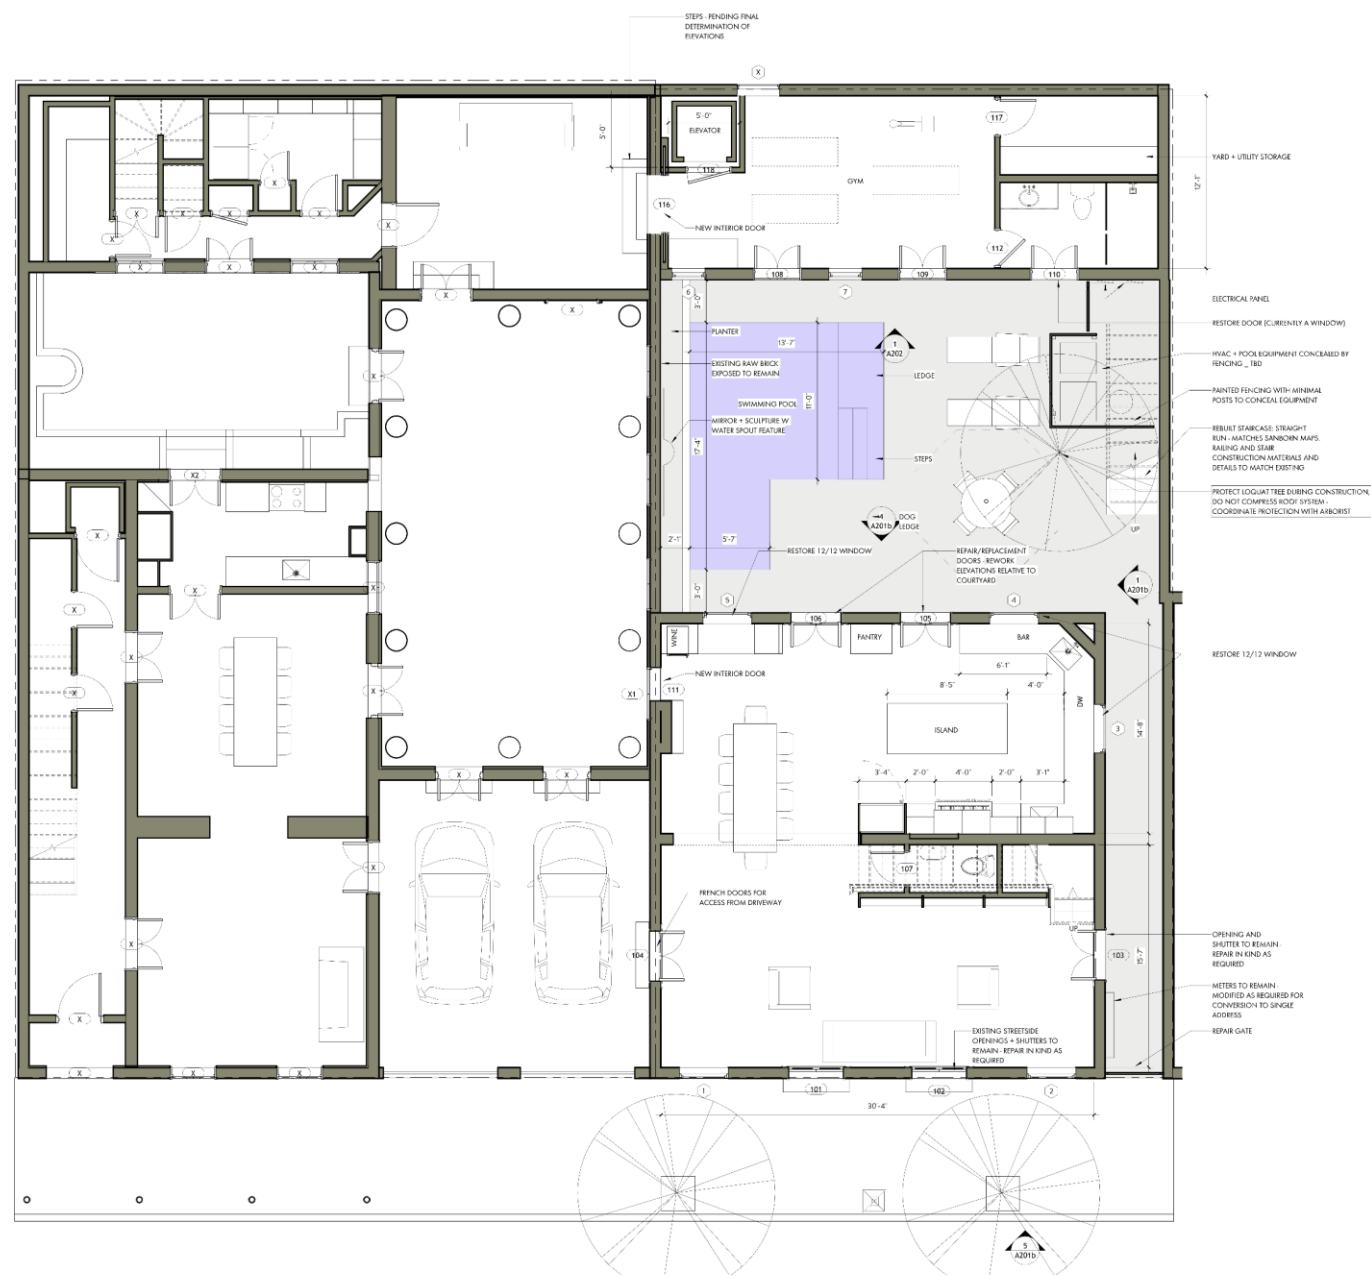 STEPS - PENDING FINAL
DETERMINATION OF
ELEVATIONS
X
5'-0"
ELEVATOR
5'-0"
118
117
12'-1"
YARD + UTILITY STORAGE
GYM
X
X
X
X
X
X
X
X
X
116
NEW INTERIOR DOOR
112
108
109
110
X
X
6
7
3'-0"
ELECTRICAL PANEL
RESTORE DOOR (CURRENTLY A WINDOW)
PLANTER
13'-7"
1
A202
EXISTING RAW BRICK
EXPOSED TO REMAIN
LEDGE
HVAC + POOL EQUIPMENT CONCEALED BY
FENCING _ TBD
X
SWIMMING POOL
11'-0"
PAINTED FENCING WITH MINIMAL
POSTS TO CONCEAL EQUIPMENT
MIRROR + SCULPTURE W
WATER SPOUT FEATURE
17'-4"
STEPS
REBUILT STAIRCASE: STRAIGHT
RUN - MATCHES SANBORN MAPS.
RAILING AND STAIR
CONSTRUCTION MATERIALS AND
DETAILS TO MATCH EXISTING
X2
PROTECT LOQUAT TREE DURING CONSTRUCTION,
DO NOT COMPRESS ROOT SYSTEM -
COORDINATE PROTECTION WITH ARBORIST
4
A201b
DOG
LEDGE
UP
X
2'-1"
5'-7"
RESTORE 12/12 WINDOW
REPAIR/REPLACEMENT
DOORS - REWORK
ELEVATIONS RELATIVE TO
COURTYARD
1
A201b
X
X
X
3'-0"
5
4
106
105
WINE
PANTRY
BAR
RESTORE 12/12 WINDOW
X
6'-1"
NEW INTERIOR DOOR
X
X
X1
111
8'-5"
4'-0"
DW
ISLAND
3
14'-8"
X
X
3'-4"
2'-0"
4'-0"
2'-0"
3'-1"
X
107
FRENCH DOORS FOR
ACCESS FROM DRIVEWAY
UP
X
104
103
15'-7"
OPENING AND
SHUTTER TO REMAIN -
REPAIR IN KIND AS
REQUIRED
METERS TO REMAIN -
MODIFIED AS REQUIRED FOR
CONVERSION TO SINGLE
ADDRESS
X
EXISTING STREETSIDE
OPENINGS + SHUTTERS TO
REMAIN - REPAIR IN KIND AS
REQUIRED
REPAIR GATE
X
X
X
1
101
102
2
30'-4"
5
A201b